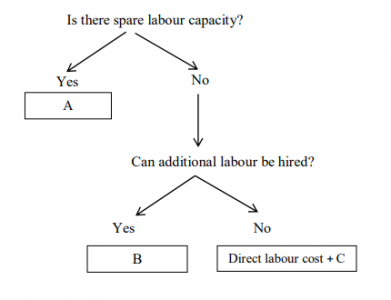 Is there spare labour capacity?
Yes
No
A
Can additional labour be hired?
Yes
No
B
Direct labour cost + C